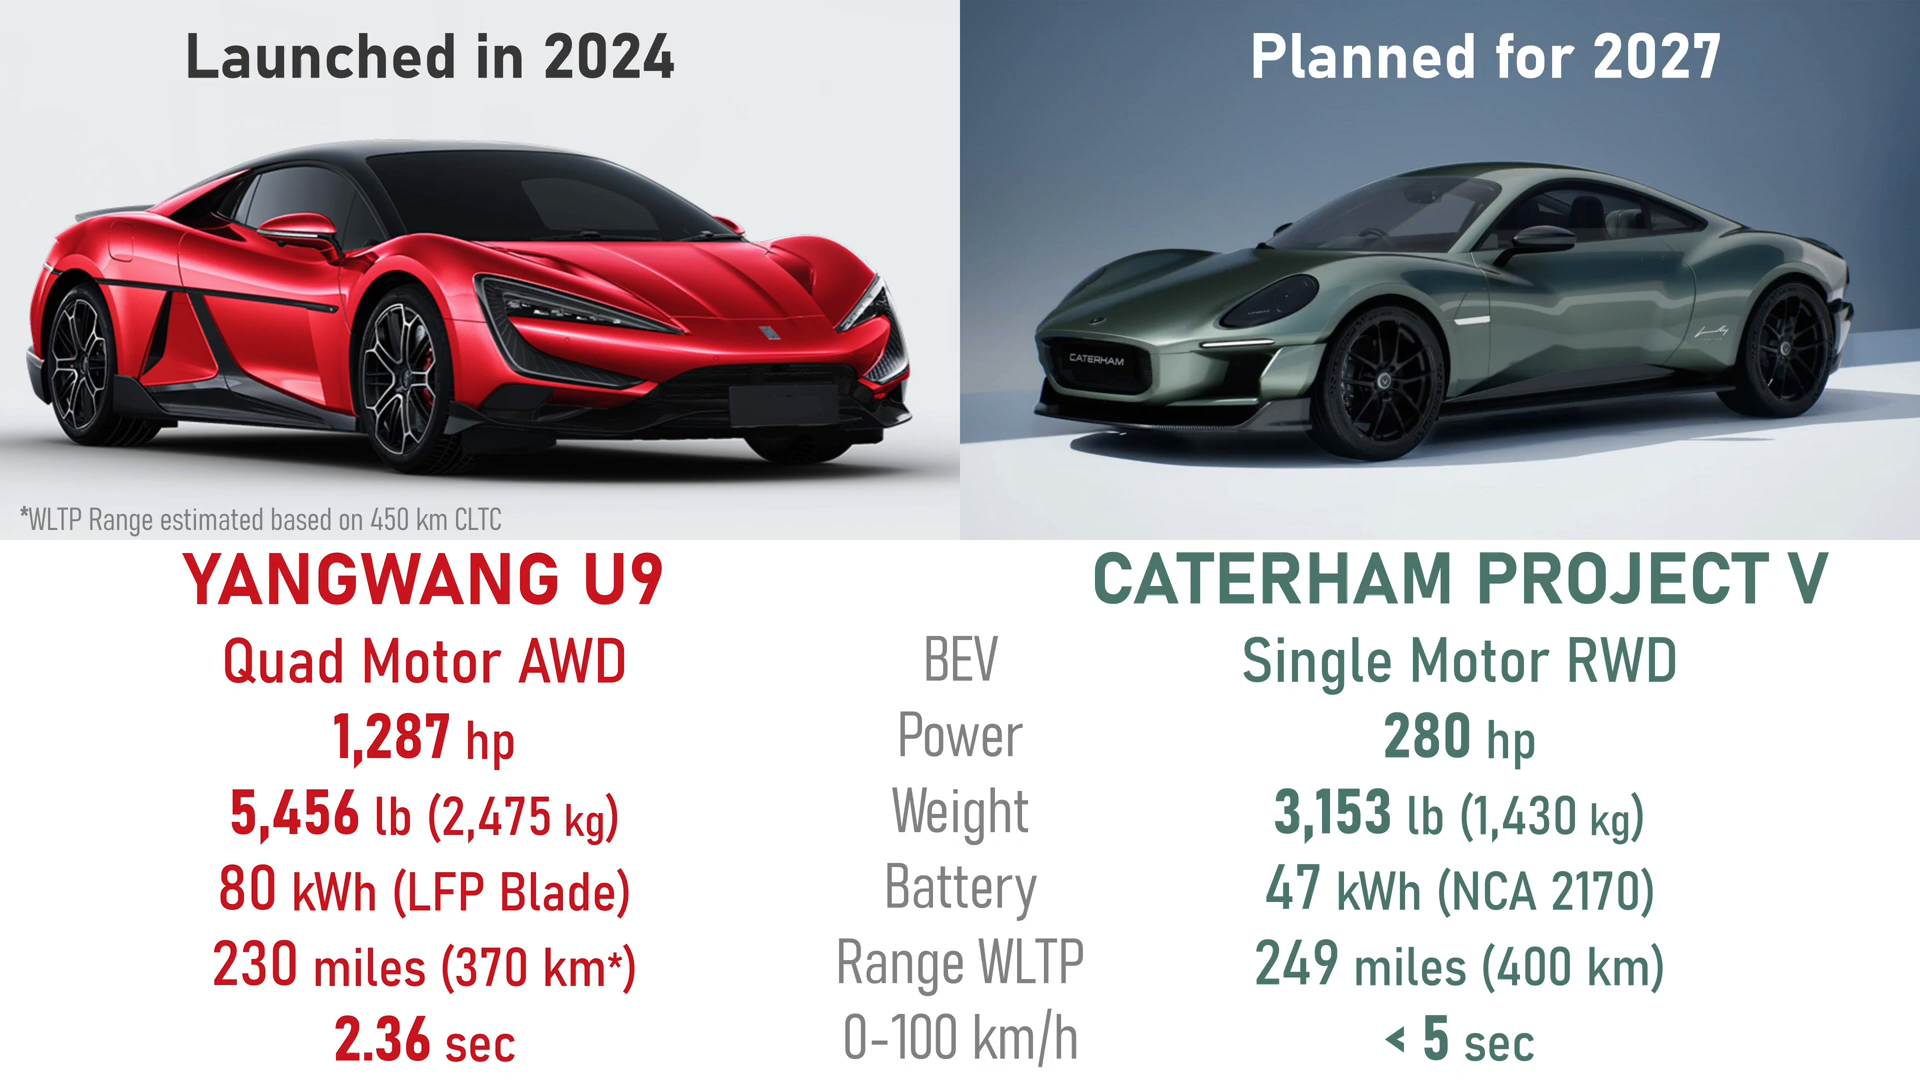 Launched in 2024
Planned for 2027
CATERHAM
*WLTP Range estimated based on 450 km CLTC
YANGWANG U9
CATERHAM PROJECT V
Quad Motor AWD
BEV
Single Motor RWD
1,287 hp
Power
280 hp
5,456 lb (2,475 kg)
Weight
3,153 lb (1,430 kg)
80 kWh (LFP Blade)
Battery
47 kWh (NCA 2170)
230 miles (370 km*)
Range WLTP
249 miles (400 km)
2.36 sec
0-100 km/h
< 5 sec